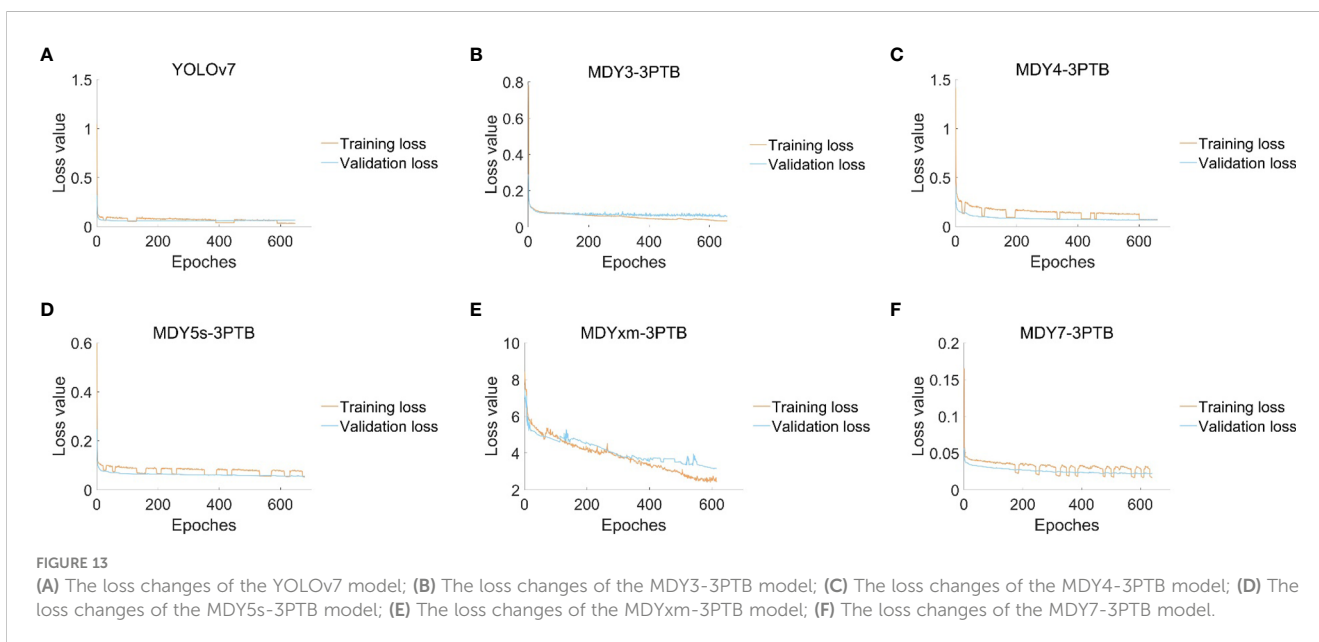 A
YOLOv7
1.5
1
0.5
0
Loss value
0 200 400 600
Epoches
Training loss
Validation loss
B
MDY3-3PTB
0.8
0.6
0.4
0.2
0
Loss value
0 200 400 600
Epoches
Training loss
Validation loss
C
MDY4-3PTB
1.5
1
0.5
0
Loss value
0 200 400 600
Epoches
Training loss
Validation loss
D
MDY5s-3PTB
0.6
0.4
0.2
0
Loss value
0 200 400 600
Epoches
Training loss
Validation loss
E
MDYxm-3PTB
10
8
6
4
2
Loss value
0 200 400 600
Epoches
Training loss
Validation loss
F
MDY7-3PTB
0.2
0.15
0.1
0.05
0
Loss value
0 200 400 600
Epoches
Training loss
Validation loss
FIGURE 13
(A) The loss changes of the YOLOv7 model; (B) The loss changes of the MDY3-3PTB model; (C) The loss changes of the MDY4-3PTB model; (D) The
loss changes of the MDY5s-3PTB model; (E) The loss changes of the MDYxm-3PTB model; (F) The loss changes of the MDY7-3PTB model.